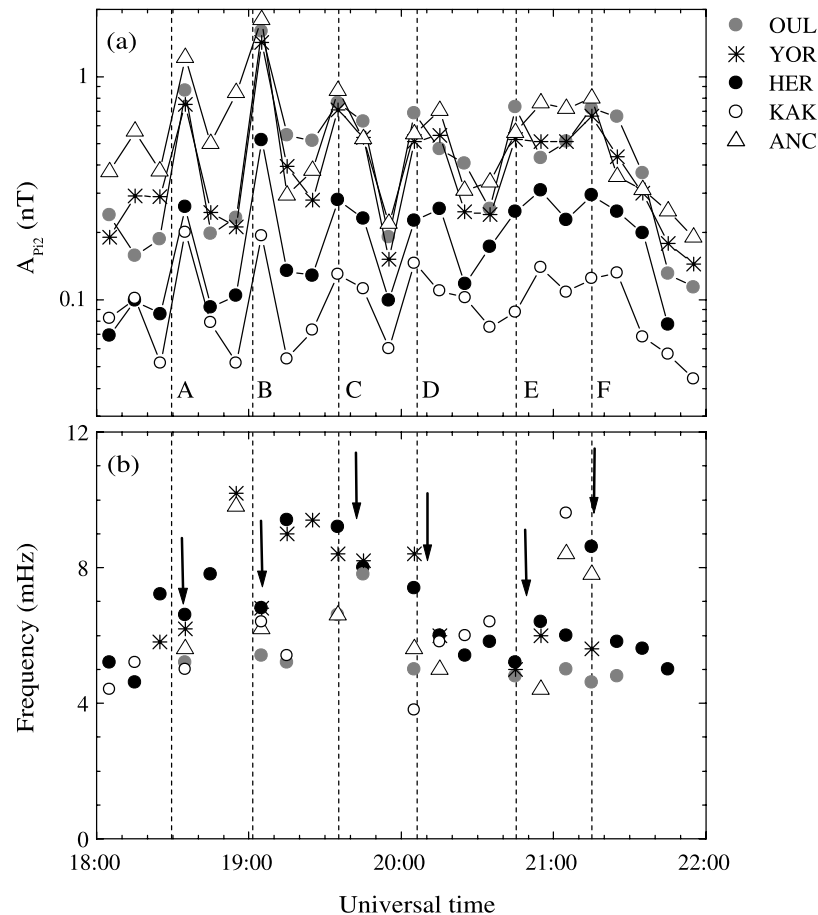 (a)
OUL
YOR
HER
KAK
ANC
1
0.1
A_Pi2 (nT)
A B C D E F
(b)
12
8
4
0
Frequency (mHz)
18:00 19:00 20:00 21:00 22:00
Universal time